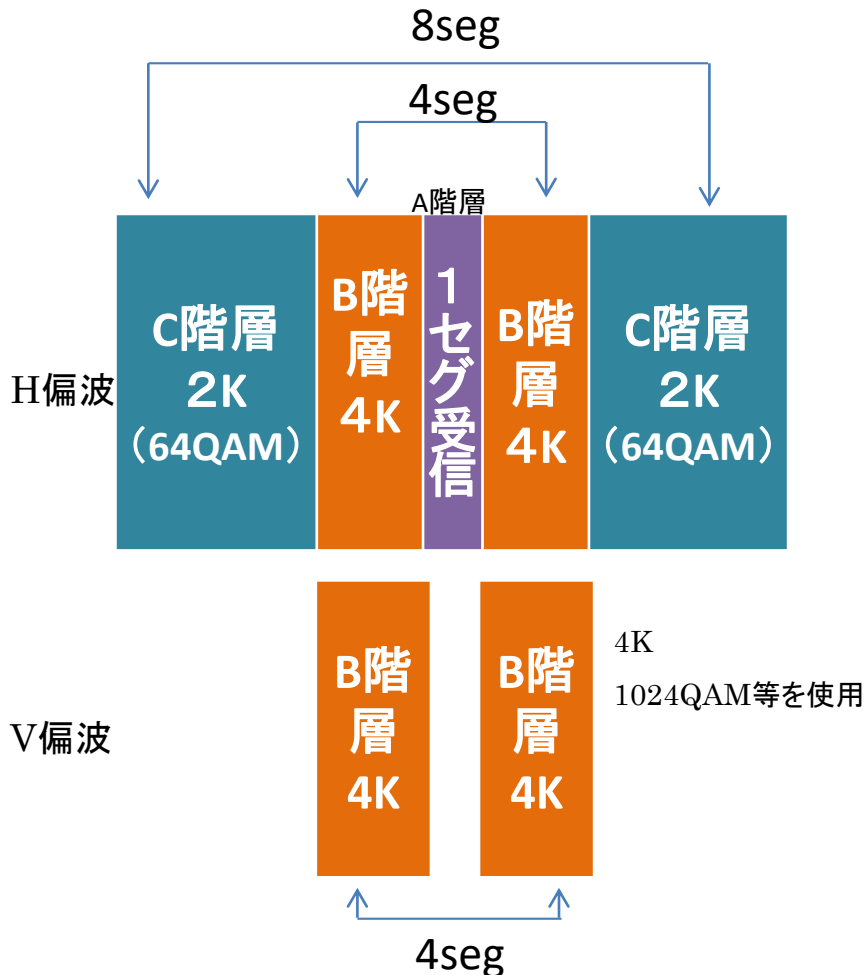 8seg
4seg
A階層
C階層
２K
（64QAM）
B階
層
４K
１セグ受信
B階
層
４K
C階層
２K
（64QAM）
H偏波
B階
層
4K
B階
層
4K
4K
1024QAM等を使用
V偏波
4seg